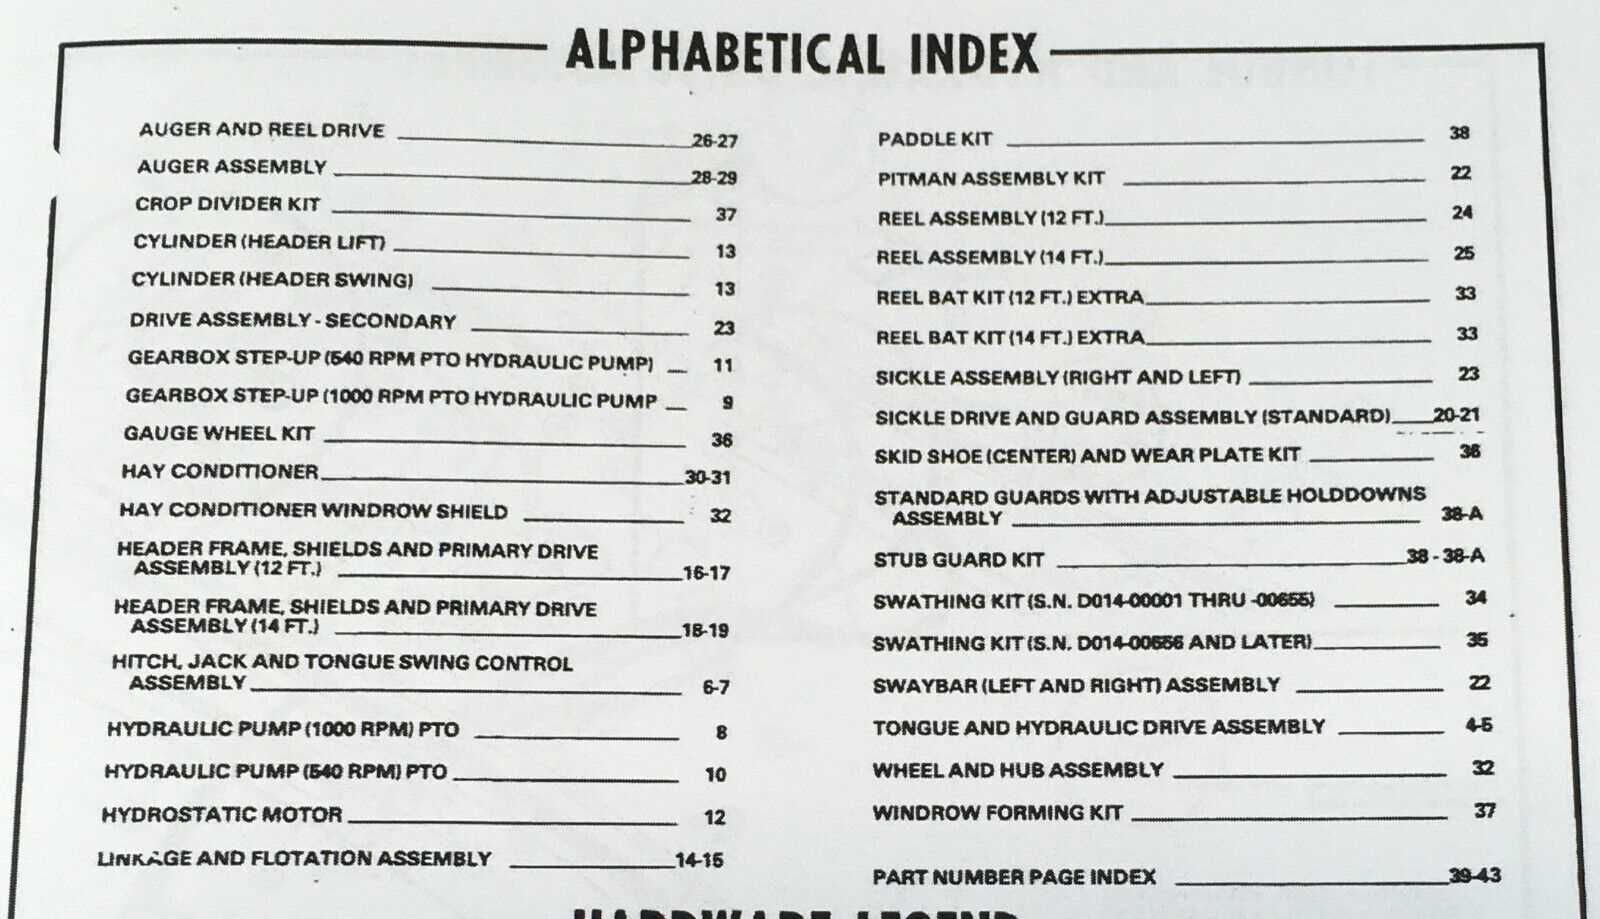 ALPHABETICAL INDEX
AUGER AND REEL DRIVE 26-27
AUGER ASSEMBLY 28-29
CROP DIVIDER KIT 37
CYLINDER (HEADER LIFT) 13
CYLINDER (HEADER SWING) 13
DRIVE ASSEMBLY - SECONDARY 23
GEARBOX STEP-UP (540 RPM PTO HYDRAULIC PUMP) 11
GEARBOX STEP-UP (1000 RPM PTO HYDRAULIC PUMP 9
GAUGE WHEEL KIT 36
HAY CONDITIONER 30-31
HAY CONDITIONER WINDROW SHIELD 32
HEADER FRAME, SHIELDS AND PRIMARY DRIVE
ASSEMBLY (12 FT.) 16-17
HEADER FRAME, SHIELDS AND PRIMARY DRIVE
ASSEMBLY (14 FT.) 18-19
HITCH, JACK AND TONGUE SWING CONTROL
ASSEMBLY 6-7
HYDRAULIC PUMP (1000 RPM) PTO 8
HYDRAULIC PUMP (540 RPM) PTO 10
HYDROSTATIC MOTOR 12
LINKAGE AND FLOTATION ASSEMBLY 14-15
PADDLE KIT 38
PITMAN ASSEMBLY KIT 22
REEL ASSEMBLY (12 FT.) 24
REEL ASSEMBLY (14 FT.) 25
REEL BAT KIT (12 FT.) EXTRA 33
REEL BAT KIT (14 FT.) EXTRA 33
SICKLE ASSEMBLY (RIGHT AND LEFT) 23
SICKLE DRIVE AND GUARD ASSEMBLY (STANDARD) 20-21
SKID SHOE (CENTER) AND WEAR PLATE KIT 36
STANDARD GUARDS WITH ADJUSTABLE HOLDDOWNS
ASSEMBLY 38-A
STUB GUARD KIT 38 - 38-A
SWATHING KIT (S.N. D014-00001 THRU -00655) 34
SWATHING KIT (S.N. D014-00656 AND LATER) 35
SWAYBAR (LEFT AND RIGHT) ASSEMBLY 22
TONGUE AND HYDRAULIC DRIVE ASSEMBLY 4-5
WHEEL AND HUB ASSEMBLY 32
WINDROW FORMING KIT 37
PART NUMBER PAGE INDEX 39-43
HARDWARE LEGEND